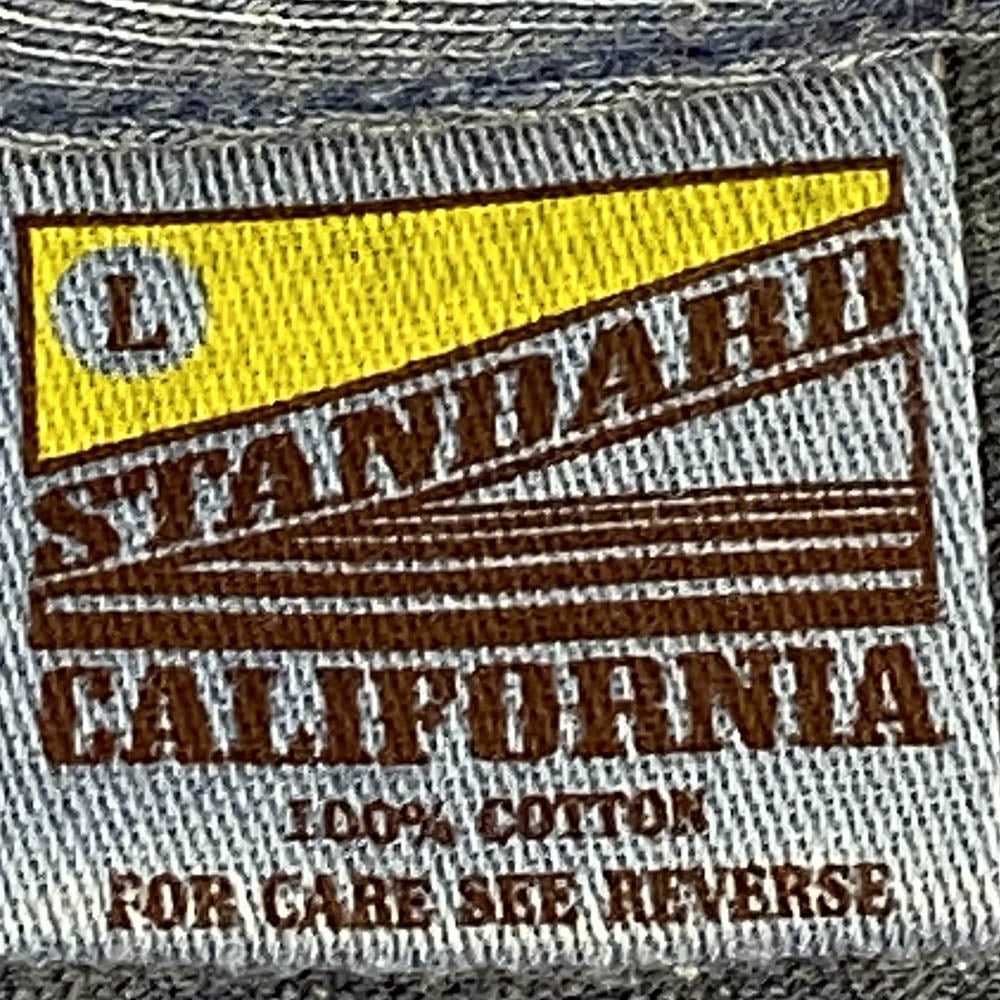 L
STANDARD
CALIFORNIA
100% COTTON
FOR CARE SEE REVERSE